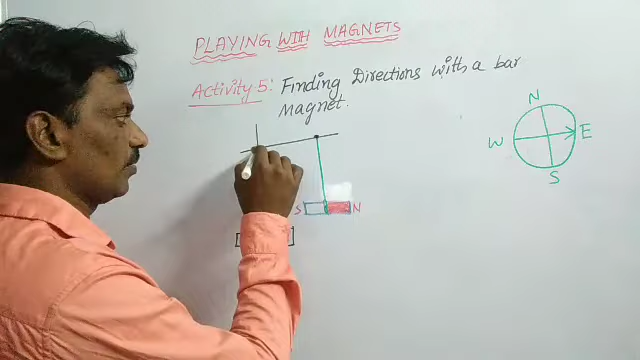 PLAYING WITH MAGNETS
Activity 5: Finding Directions with a bar
Magnet.
N
W E
S
S N